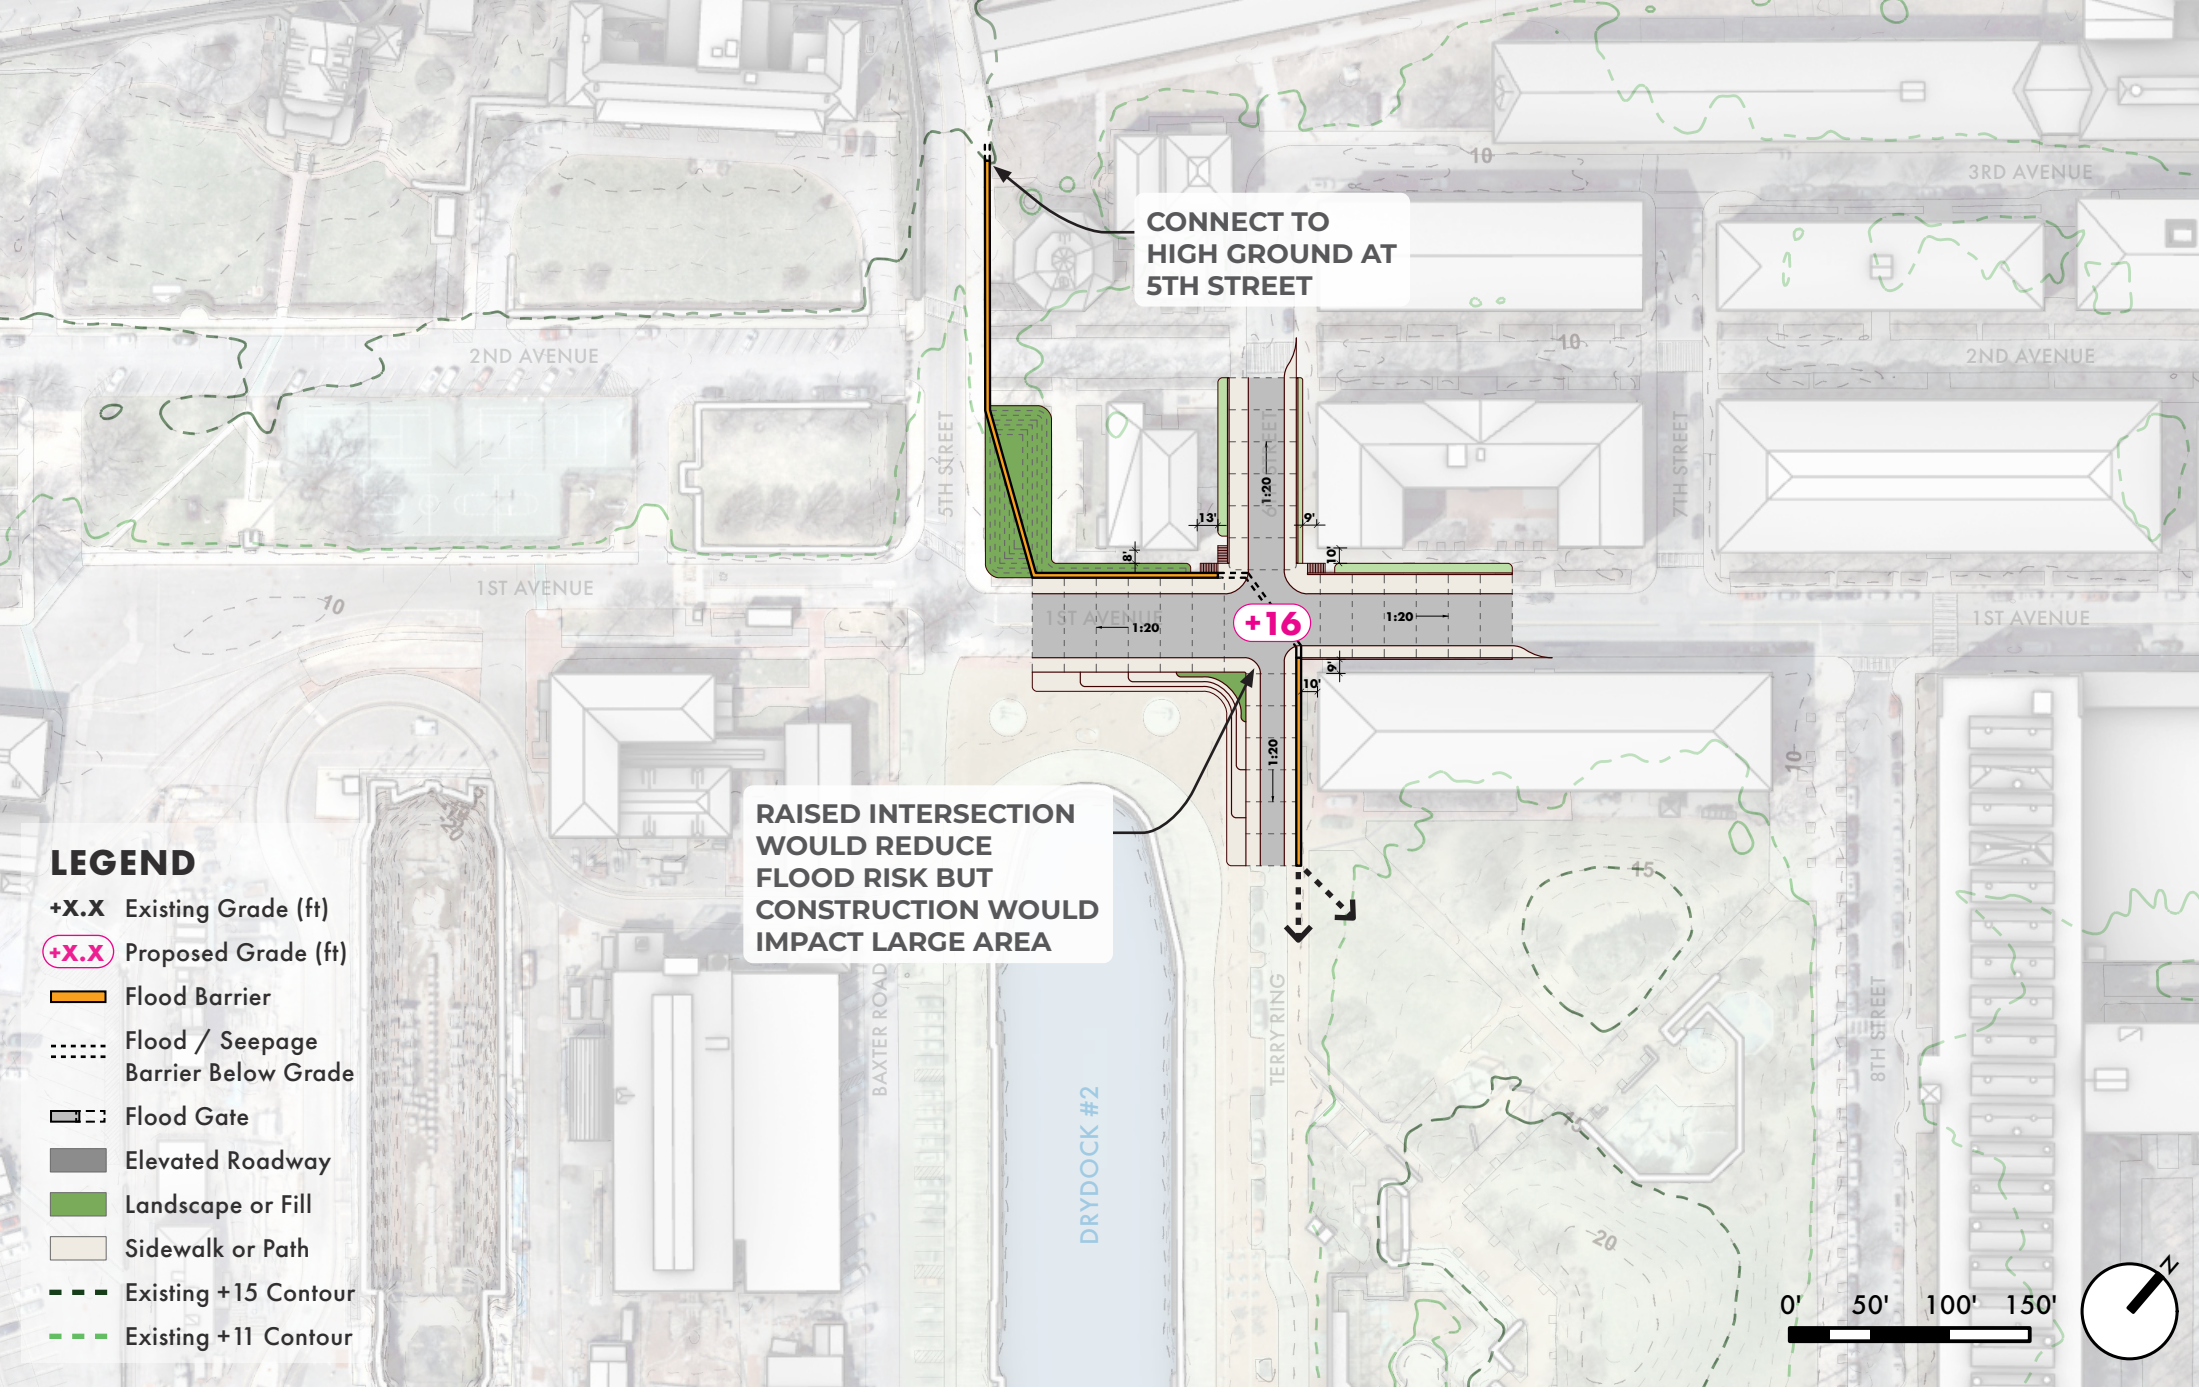 10
3RD AVENUE
CONNECT TO
HIGH GROUND AT
5TH STREET
2ND AVENUE
10
2ND AVENUE
5TH STREET
6TH STREET
7TH STREET
1:20
13'
9'
8'
10'
1ST AVENUE
10
1ST AVENUE
1:20
+16
1:20
1ST AVENUE
9'
10'
1:20
10
RAISED INTERSECTION
WOULD REDUCE
FLOOD RISK BUT
CONSTRUCTION WOULD
IMPACT LARGE AREA
15
BAXTER ROAD
DRYDOCK #2
TERRY RING
8TH STREET
15
20
LEGEND
+X.X Existing Grade (ft)
+X.X Proposed Grade (ft)
Flood Barrier
Flood / Seepage
Barrier Below Grade
Flood Gate
Elevated Roadway
Landscape or Fill
Sidewalk or Path
Existing +15 Contour
Existing +11 Contour
0' 50' 100' 150'
N